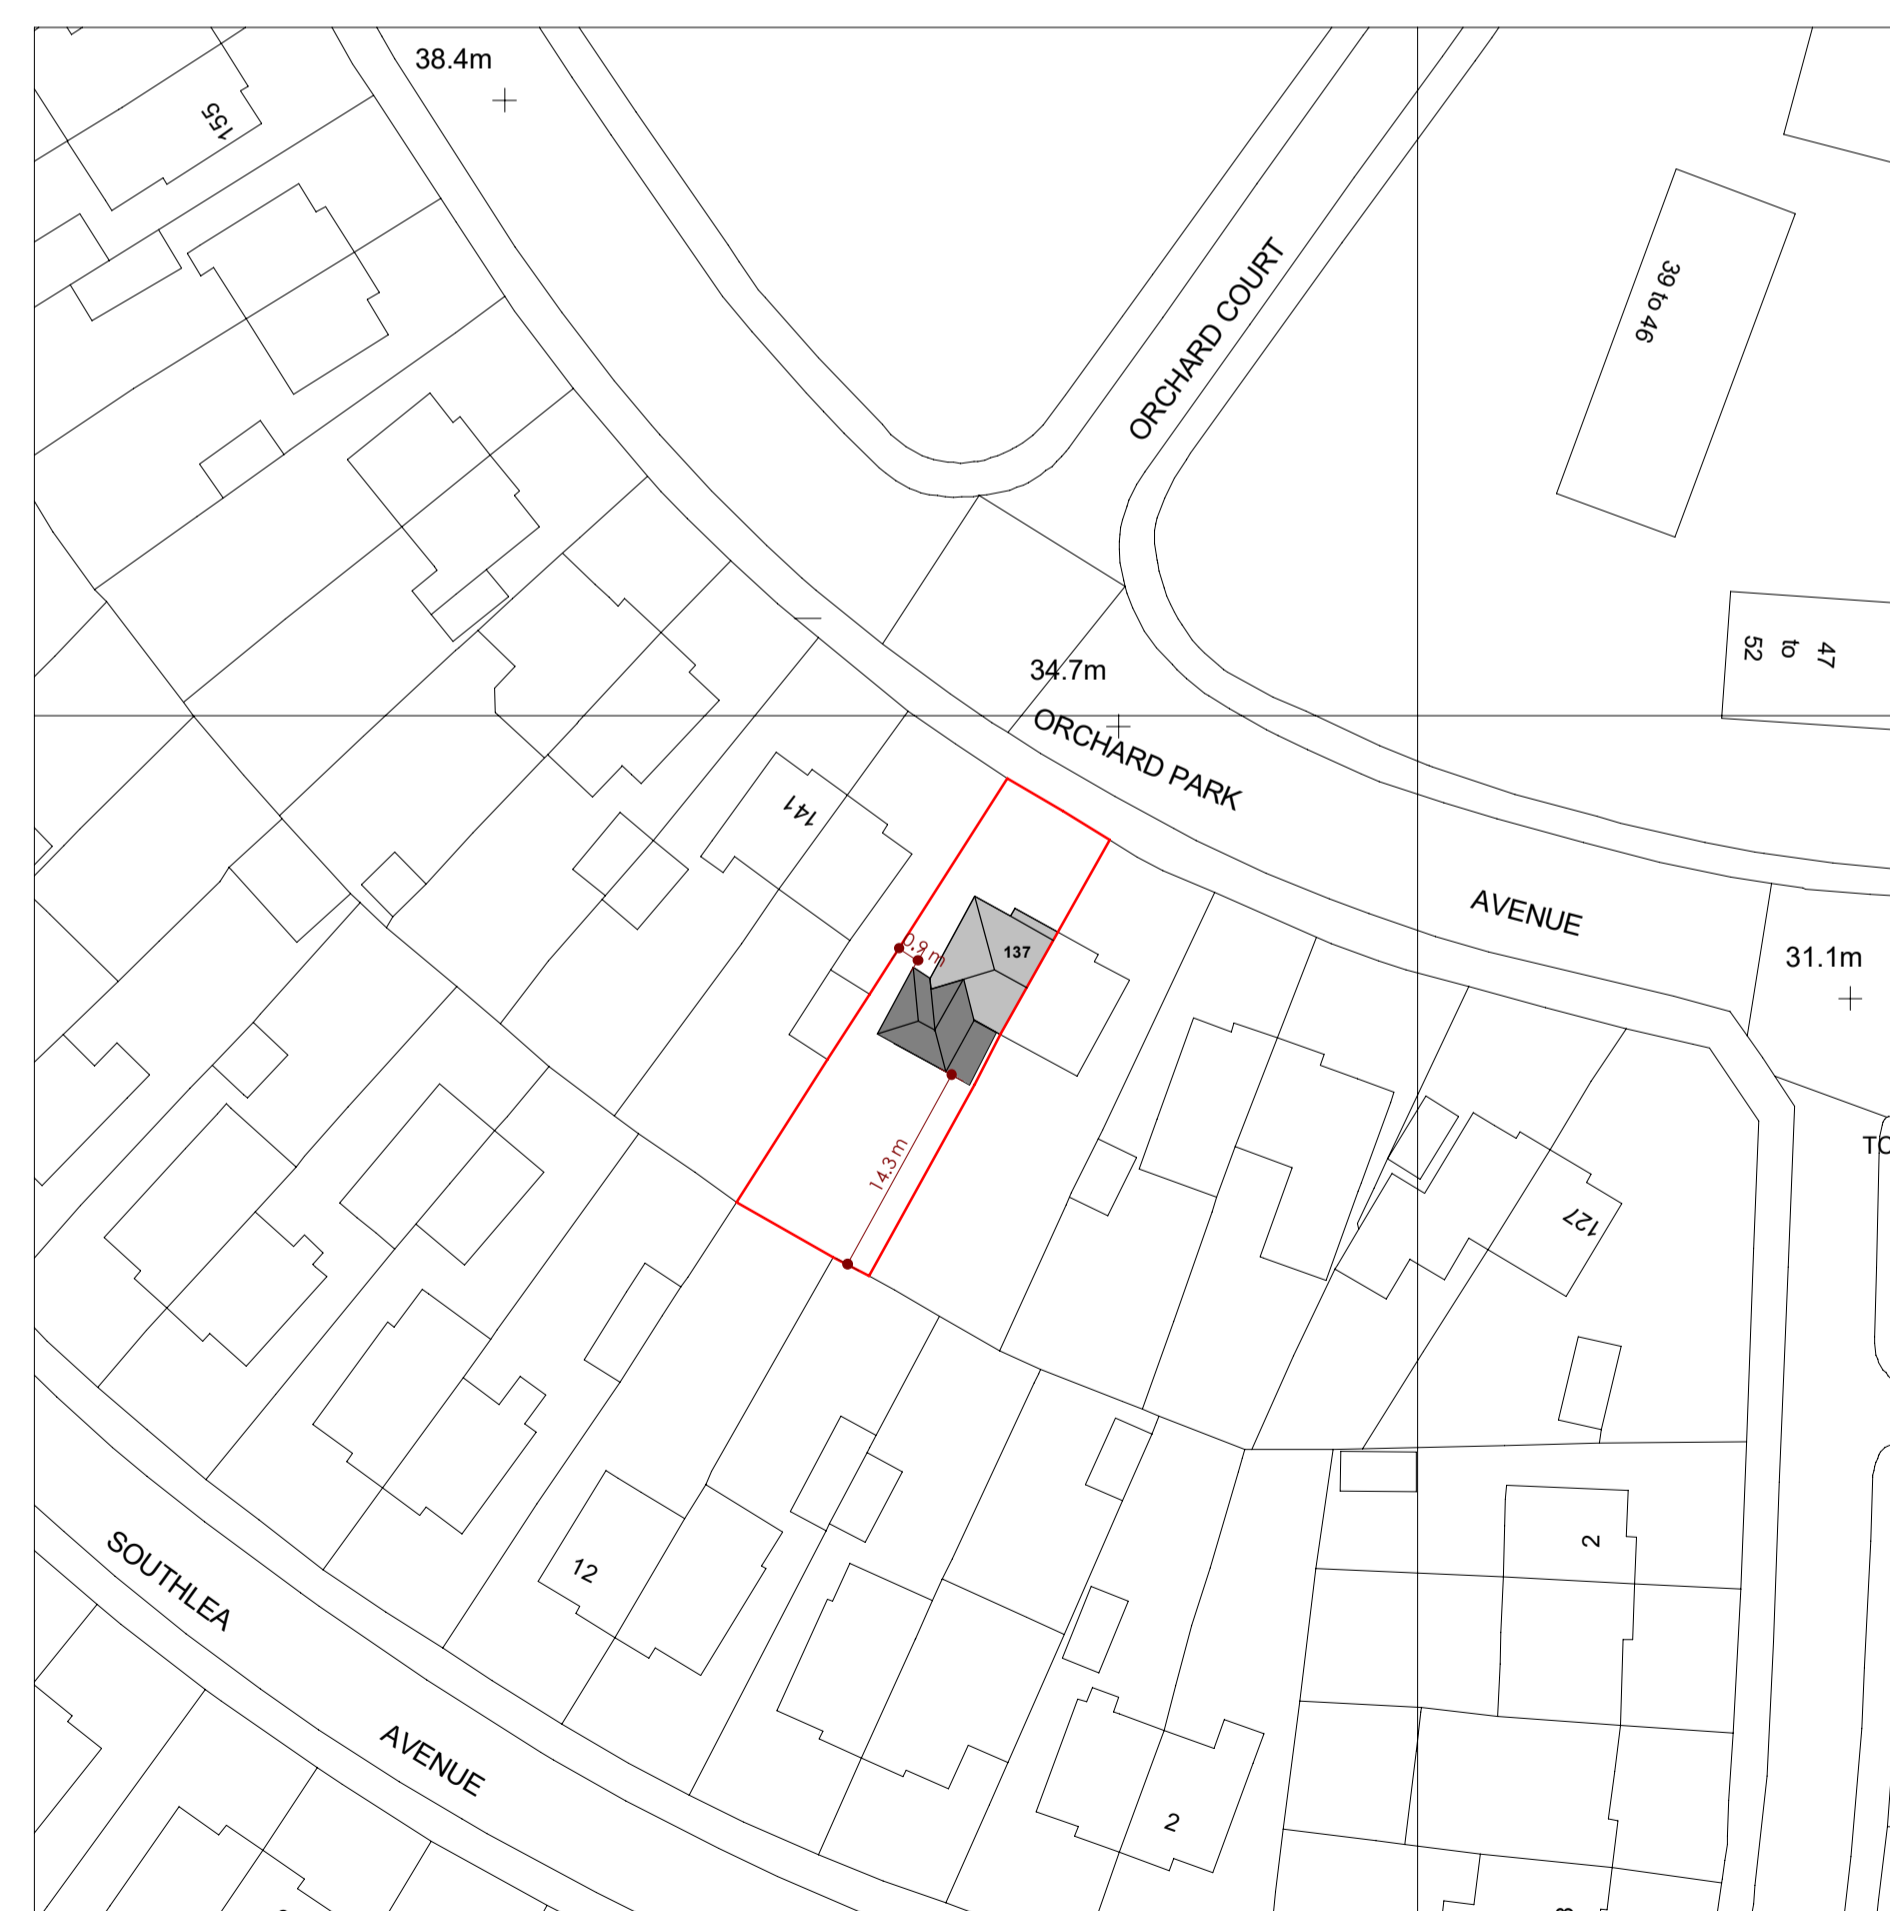 38.4m
155
ORCHARD COURT
39 to 46
47
to
52
34.7m
ORCHARD PARK
141
AVENUE
0.9 m
137
31.1m
14.3 m
127
12
2
SOUTHLEA
AVENUE
2